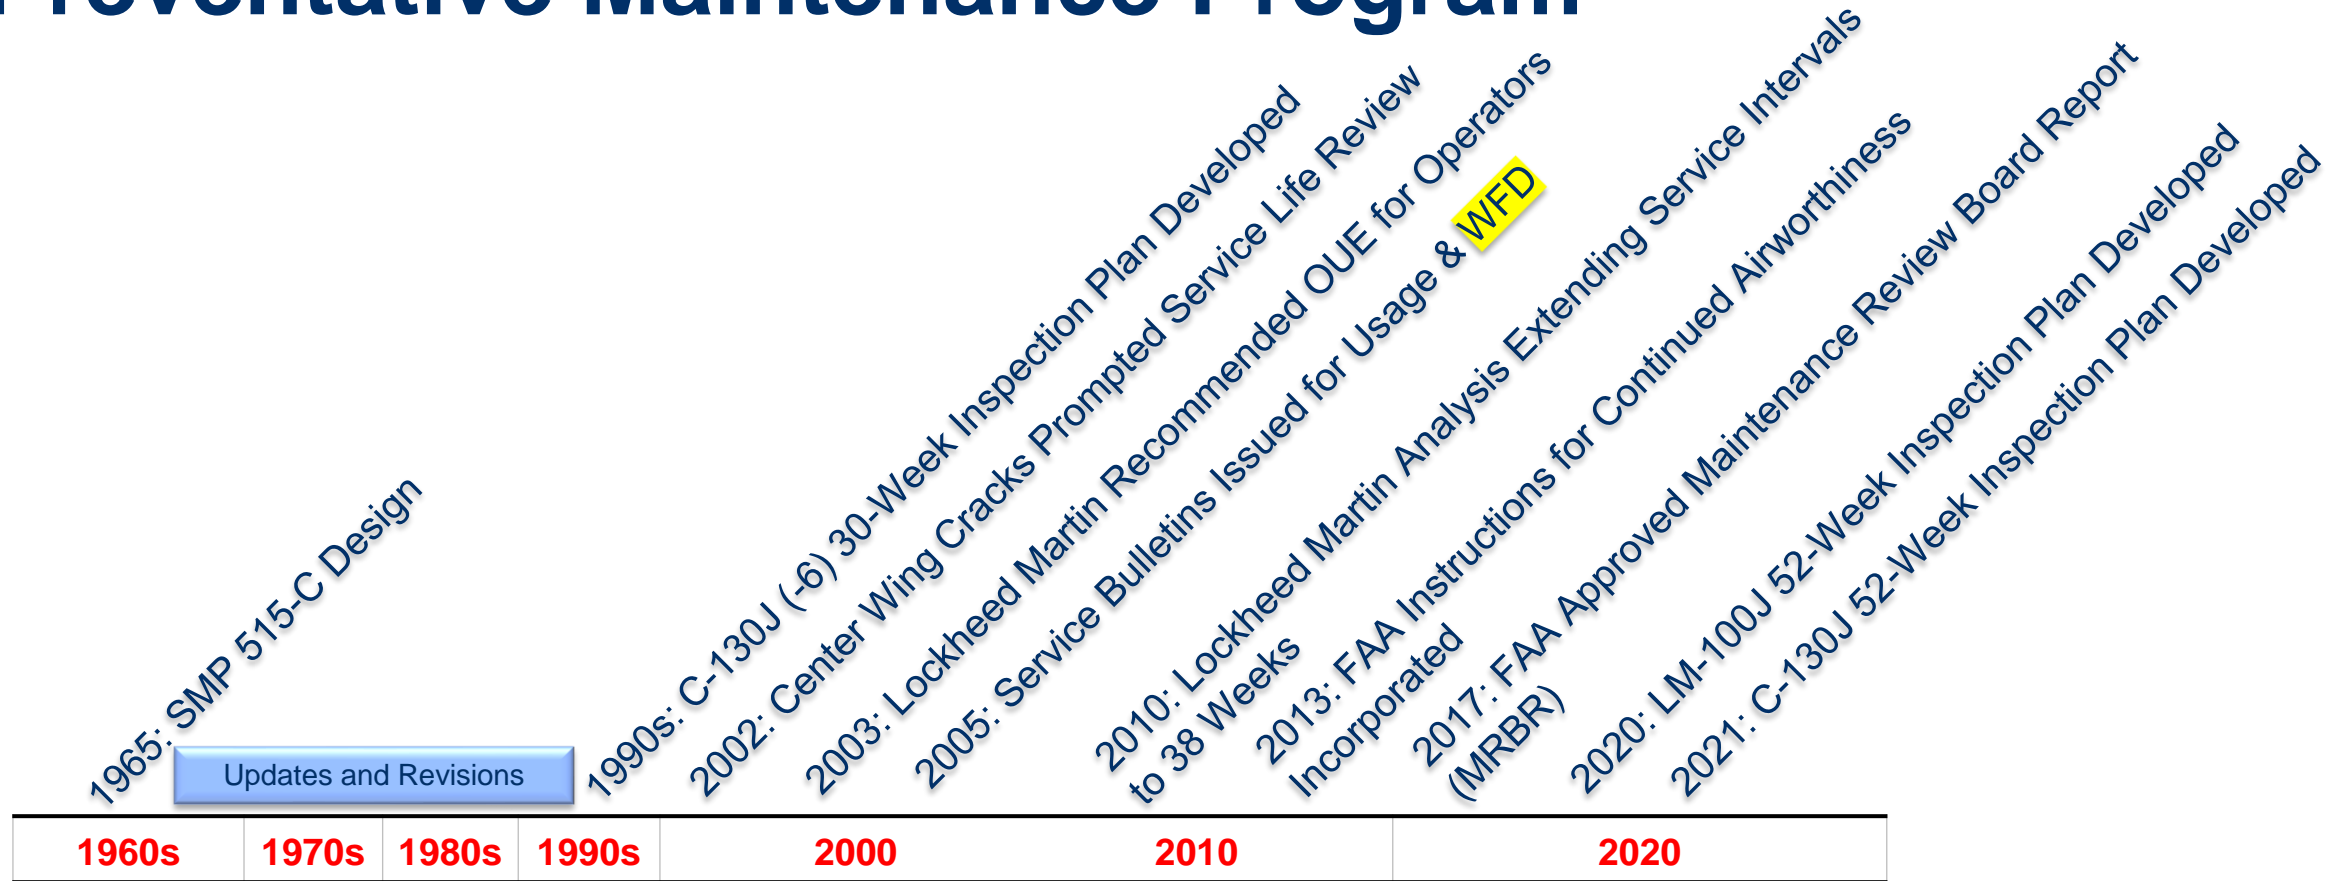 Preventative Maintenance Program
1965: SMP 515-C Design
Updates and Revisions
1990s: C-130J (-6) 30-Week Inspection Plan Developed
2002: Center Wing Cracks Prompted Service Life Review
2003: Lockheed Martin Recommended OUE for Operators
2005: Service Bulletins Issued for Usage & WFD
2010: Lockheed Martin Analysis Extending Service Intervals
to 38 Weeks
2013: FAA Instructions for Continued Airworthiness
Incorporated
2017: FAA Approved Maintenance Review Board Report
(MRBR)
2020: LM-100J 52-Week Inspection Plan Developed
2021: C-130J 52-Week Inspection Plan Developed
1960s 1970s 1980s 1990s 2000 2010 2020